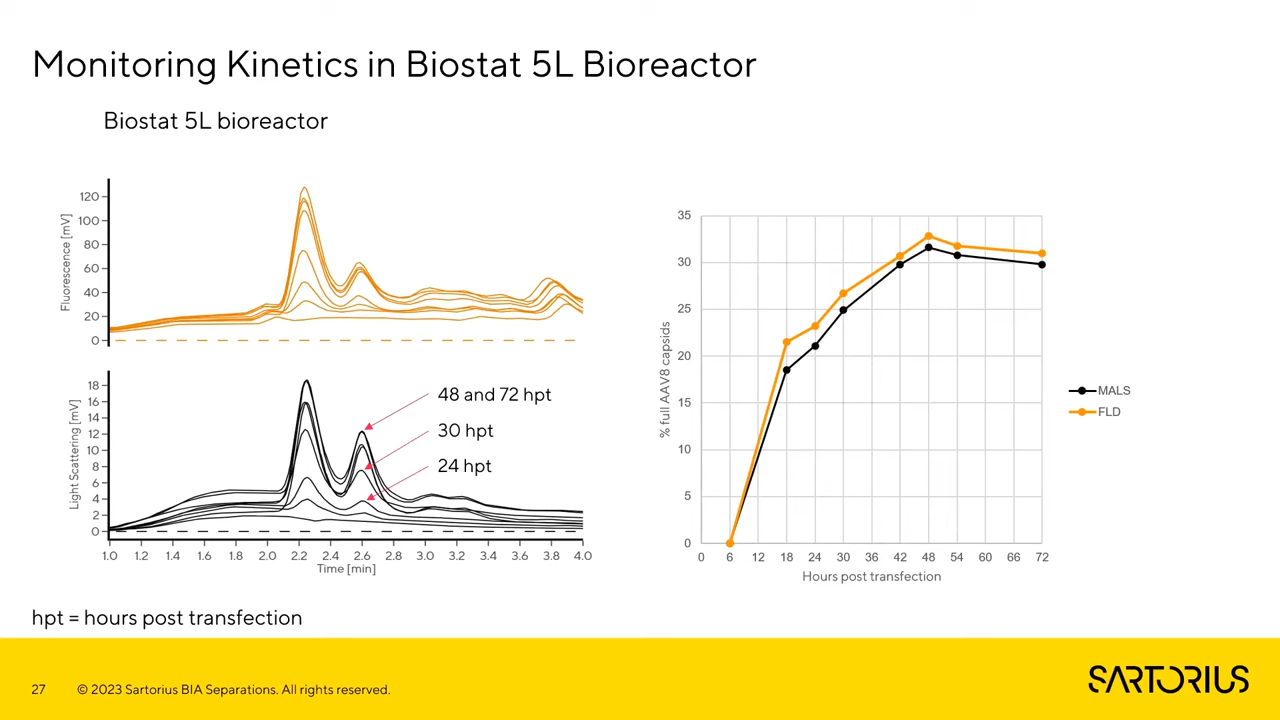 Monitoring Kinetics in Biostat 5L Bioreactor
Biostat 5L bioreactor
Fluorescence [mV]
120
100
80
60
40
20
0
Light Scattering [mV]
18
16
14
12
10
8
6
4
2
0
48 and 72 hpt
30 hpt
24 hpt
1.0 1.2 1.4 1.6 1.8 2.0 2.2 2.4 2.6 2.8 3.0 3.2 3.4 3.6 3.8 4.0
Time [min]
% full AAV8 capsids
35
30
25
20
15
10
5
0
0 6 12 18 24 30 36 42 48 54 60 66 72
Hours post transfection
MALS
FLD
hpt = hours post transfection
27 © 2023 Sartorius BIA Separations. All rights reserved.
SARTORIUS